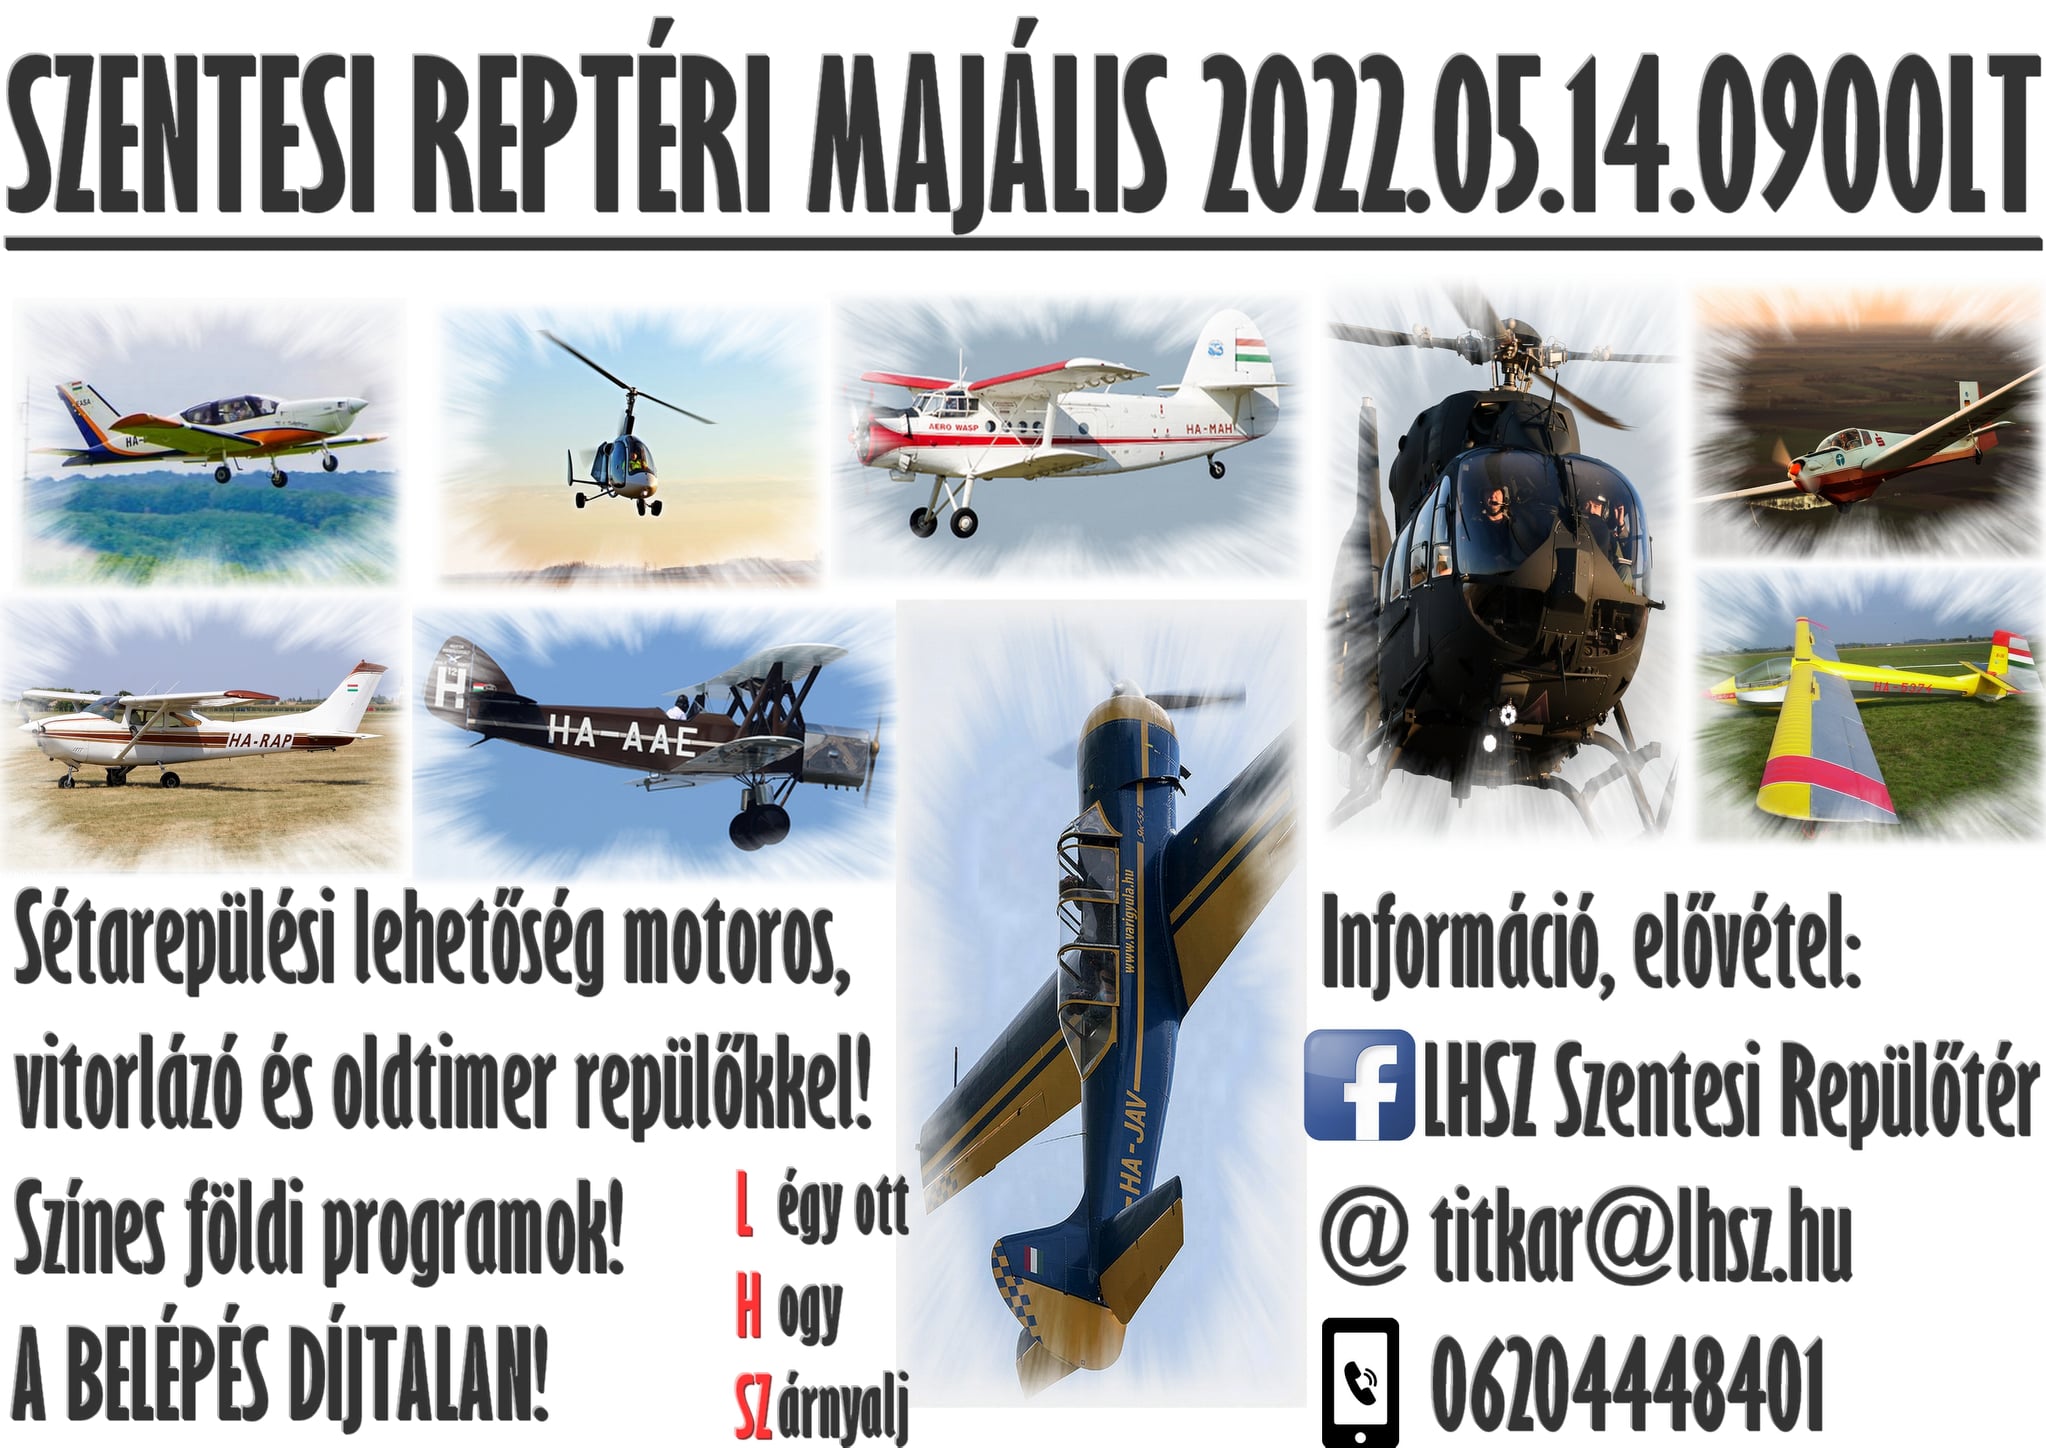 SZENTESI REPTÉRI MAJÁLIS 2022.05.14.0900LT
HA-
AERO WASP
HA-MAH
HA-RAP
H
12
HA-AAE
HA-5374
www.varigyula.hu
HA-JAV
Sétarepülési lehetőség motoros,
vitorlázó és oldtimer repülőkkel!
Színes földi programok!
A BELÉPÉS DÍJTALAN!
L égy ott
H ogy
SZárnyalj
Információ, elővétel:
f LHSZ Szentesi Repülőtér
@ titkar@lhsz.hu
06204448401